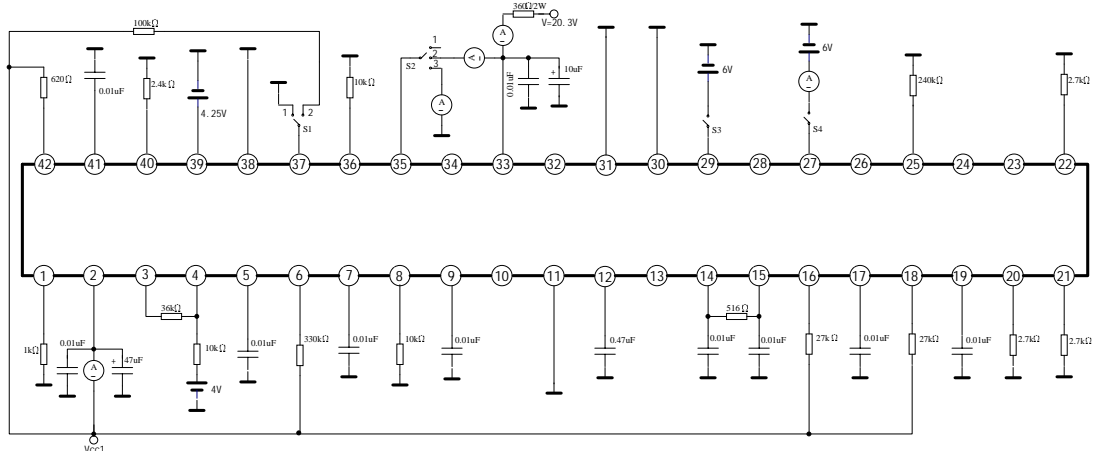 360Ω/2W
V=20.3V
100kΩ
A
1
2
3
S2
A
A
620Ω
0.01uF
2.4kΩ
4.25V
1 2
S1
10kΩ
0.01uF
+
10uF
6V
S3
6V
A
S4
240kΩ
2.7kΩ
42 41 40 39 38 37 36 35 34 33 32 31 30 29 28 27 26 25 24 23 22
1 2 3 4 5 6 7 8 9 10 11 12 13 14 15 16 17 18 19 20 21
36kΩ
516Ω
1kΩ
0.01uF
A
+
47uF
10kΩ
4V
0.01uF
330kΩ
0.01uF
10kΩ
0.01uF
0.47uF
0.01uF
0.01uF
27kΩ
0.01uF
27kΩ
0.01uF
2.7kΩ
2.7kΩ
Vcc1